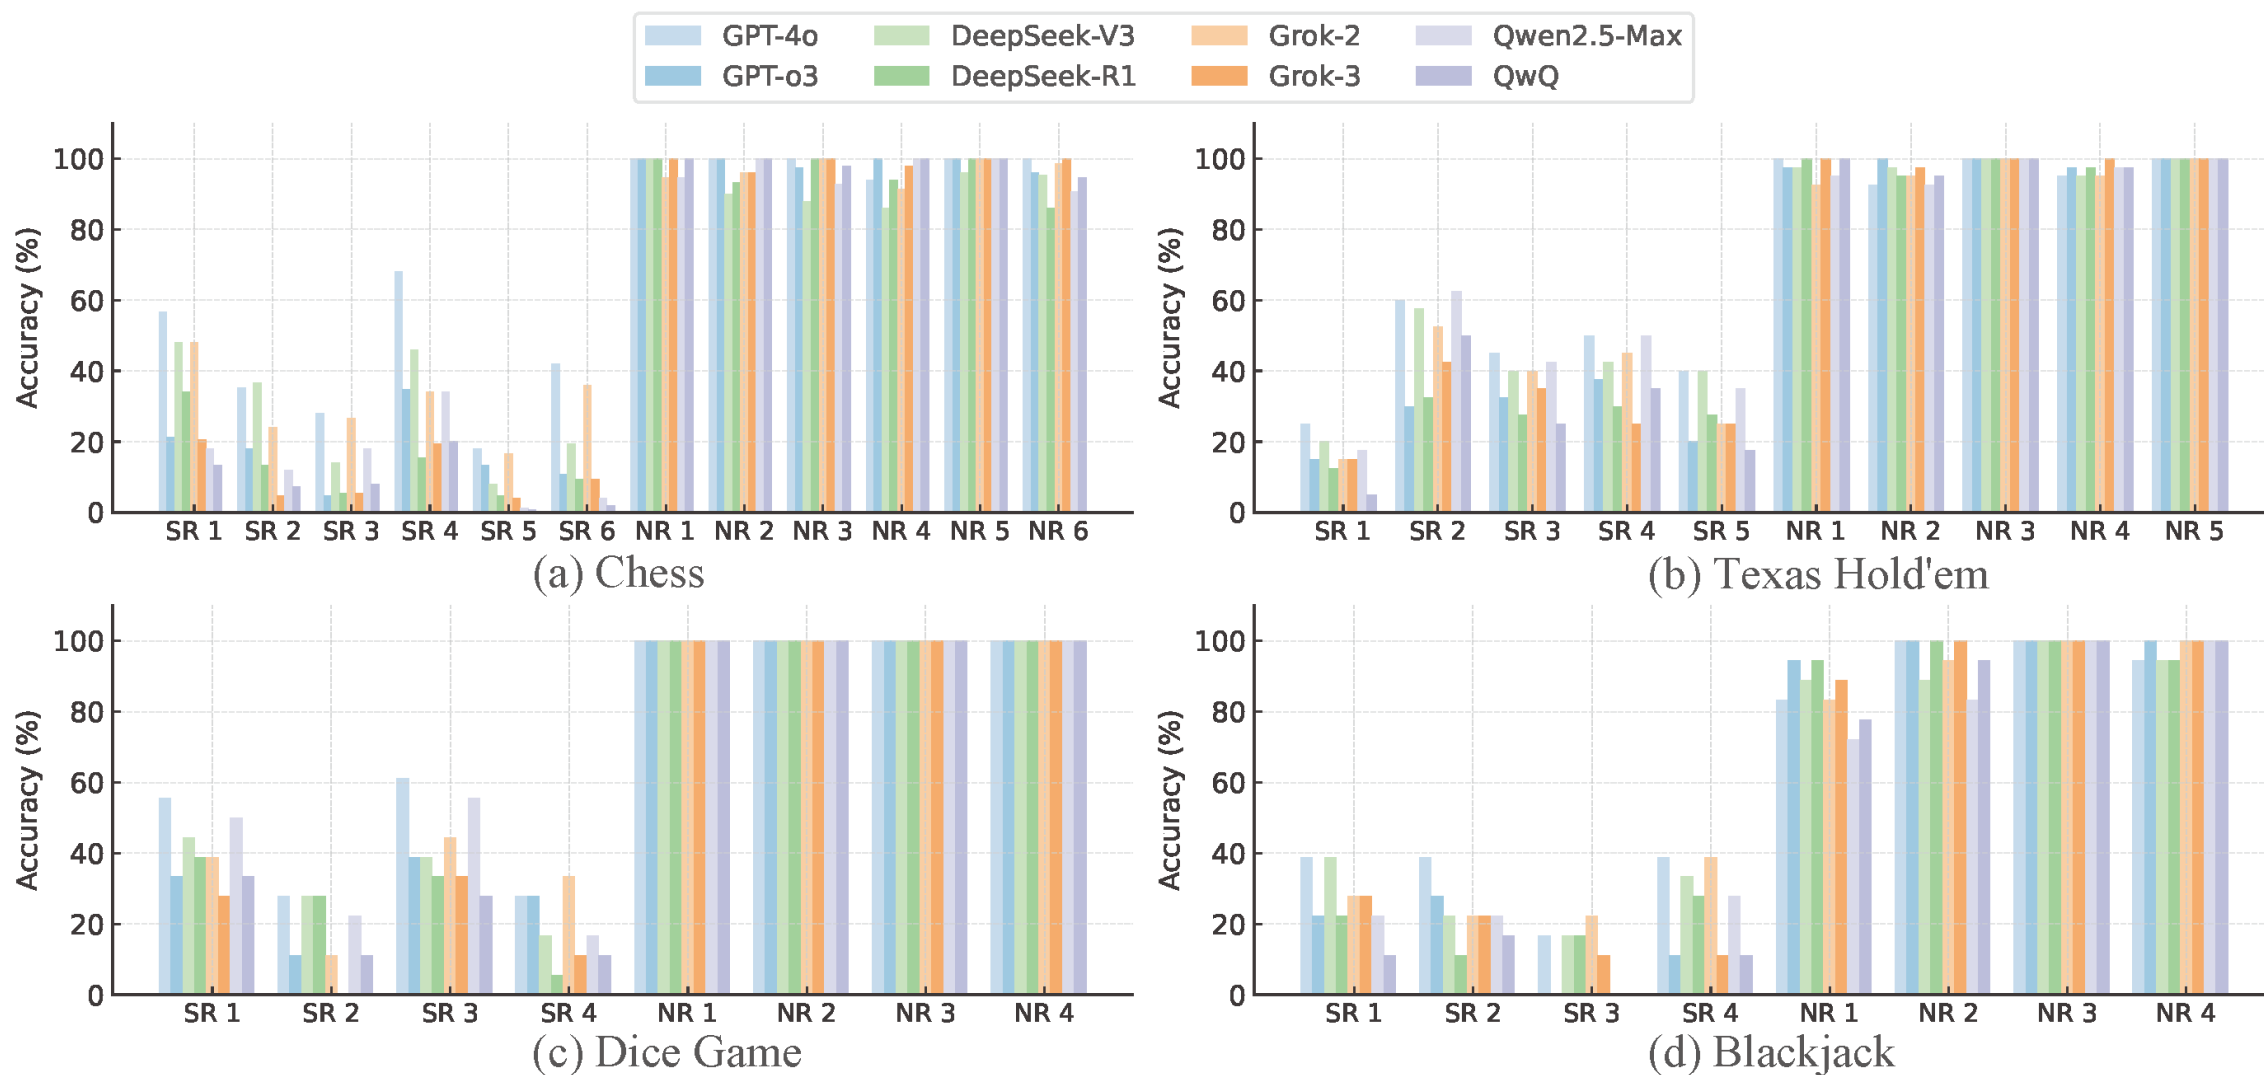 GPT-4o DeepSeek-V3 Grok-2 Qwen2.5-Max
GPT-o3 DeepSeek-R1 Grok-3 QwQ
Accuracy (%)
100
80
60
40
20
0
SR 1 SR 2 SR 3 SR 4 SR 5 SR 6 NR 1 NR 2 NR 3 NR 4 NR 5 NR 6
(a) Chess
Accuracy (%)
100
80
60
40
20
0
SR 1 SR 2 SR 3 SR 4 SR 5 NR 1 NR 2 NR 3 NR 4 NR 5
(b) Texas Hold'em
Accuracy (%)
100
80
60
40
20
0
SR 1 SR 2 SR 3 SR 4 NR 1 NR 2 NR 3 NR 4
(c) Dice Game
Accuracy (%)
100
80
60
40
20
0
SR 1 SR 2 SR 3 SR 4 NR 1 NR 2 NR 3 NR 4
(d) Blackjack